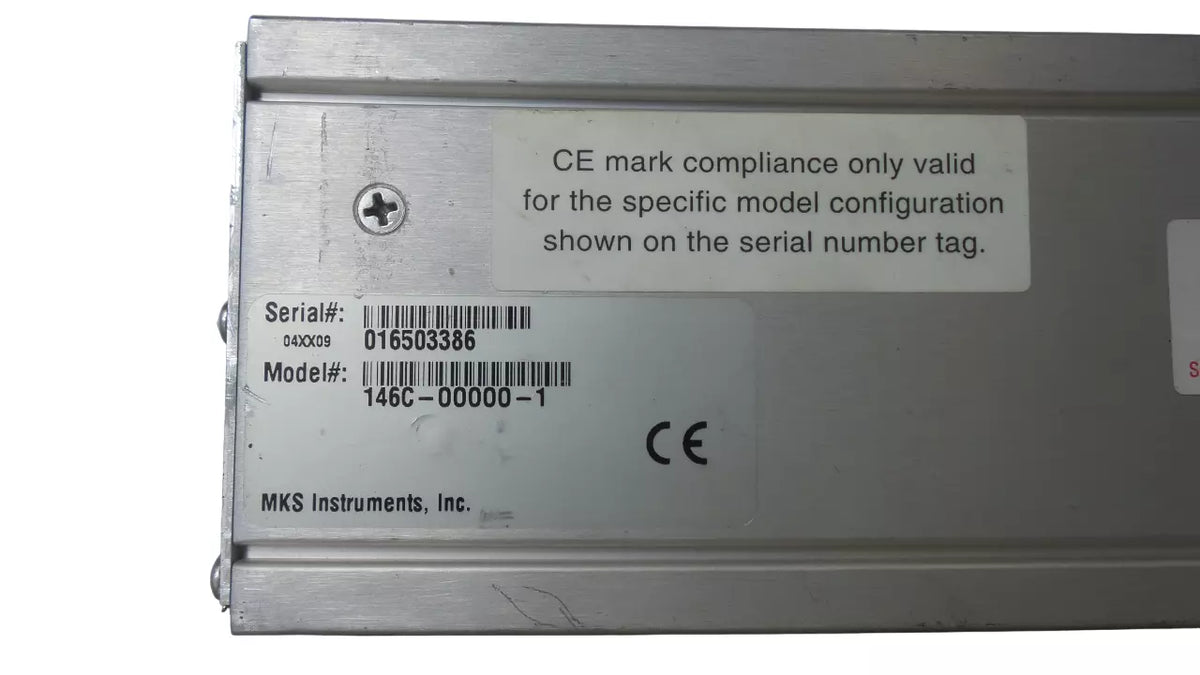 CE mark compliance only valid
for the specific model configuration
shown on the serial number tag.
Serial#:
04XX09 016503386
Model#:
146C-00000-1
CE
MKS Instruments, Inc.
S